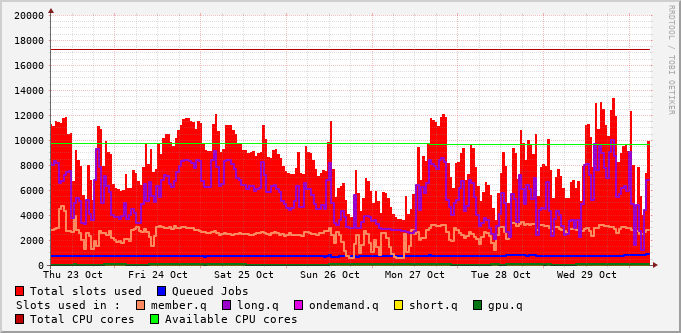 20000
18000
16000
14000
12000
10000
8000
6000
4000
2000
0
Thu 23 Oct Fri 24 Oct Sat 25 Oct Sun 26 Oct Mon 27 Oct Tue 28 Oct Wed 29 Oct
Total slots used Queued Jobs
Slots used in : member.q long.q ondemand.q short.q gpu.q
Total CPU cores Available CPU cores
RRDTOOL / TOBI OETIKER